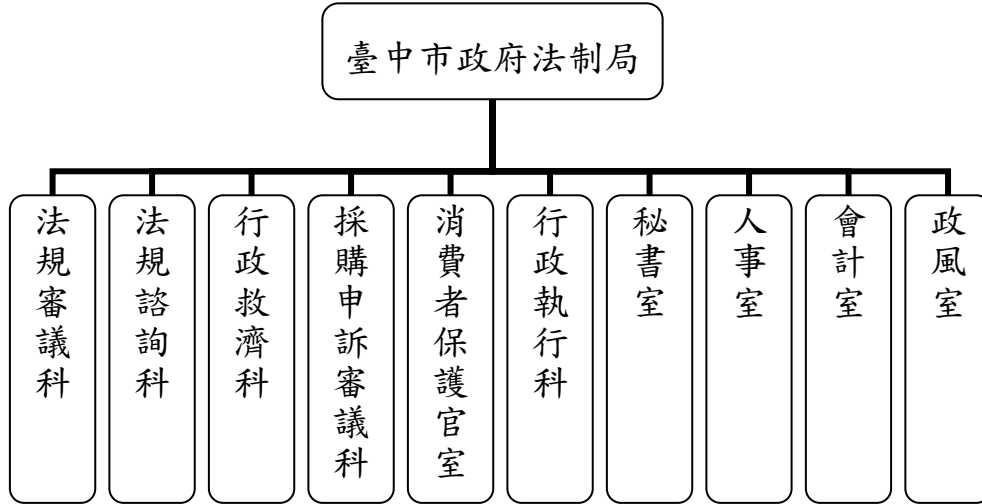 臺中市政府法制局
法規審議科
法規諮詢科
行政救濟科
採購申訴審議科
消費者保護官室
行政執行科
秘書室
人事室
會計室
政風室